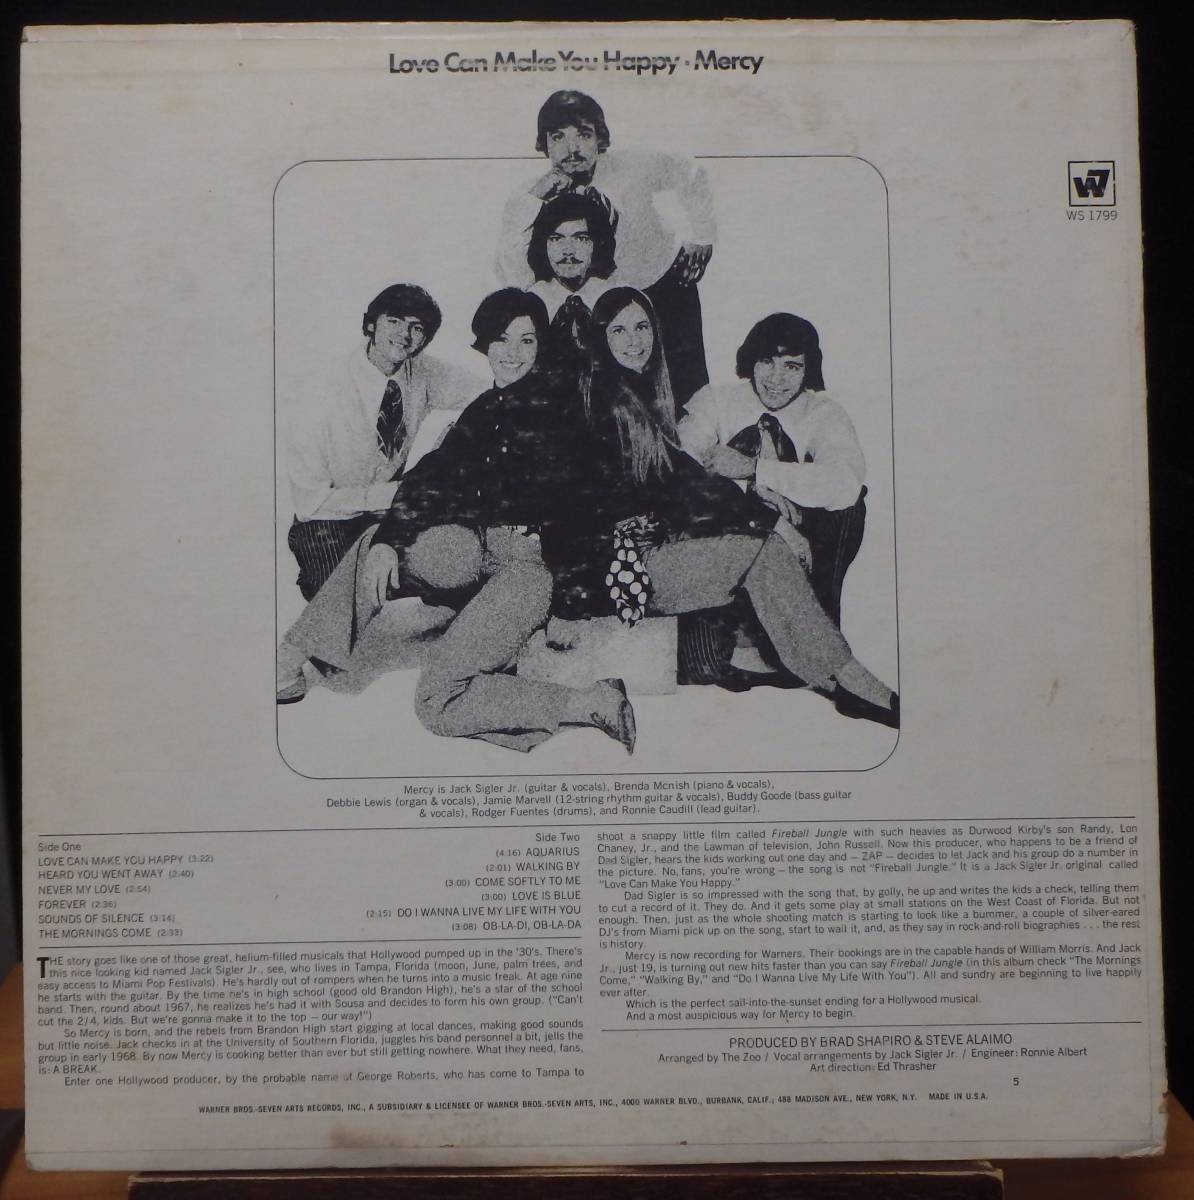 Love Can Make You Happy · Mercy
W7
WS 1799
Mercy is Jack Sigler Jr. (guitar & vocals), Brenda Mcnish (piano & vocals),
Debbie Lewis (organ & vocals), Jamie Marvell (12-string rhythm guitar & vocals), Buddy Goode (bass guitar
& vocals), Rodger Fuentes (drums), and Ronnie Caudill (lead guitar).
Side One
LOVE CAN MAKE YOU HAPPY (3:22)
HEARD YOU WENT AWAY (2:40)
NEVER MY LOVE (2:54)
FOREVER (2:36)
SOUNDS OF SILENCE (3:14)
THE MORNINGS COME (2:33)
Side Two
(4:16) AQUARIUS
(2:01) WALKING BY
(3:00) COME SOFTLY TO ME
(3:00) LOVE IS BLUE
(2:15) DO I WANNA LIVE MY LIFE WITH YOU
(3:08) OB-LA-DI, OB-LA-DA
THE story goes like one of those great, helium-filled musicals that Hollywood pumped up in the '30's. There's
this nice looking kid named Jack Sigler Jr., see, who lives in Tampa, Florida (moon, June, palm trees, and
easy access to Miami Pop Festivals). He's hardly out of rompers when he turns into a music freak. At age nine
he starts with the guitar. By the time he's in high school (good old Brandon High), he's a star of the school
band. Then, round about 1967, he realizes he's had it with Sousa and decides to form his own group. ("Can't
cut the 2/4, kids. But we're gonna make it to the top — our way!")
So Mercy is born, and the rebels from Brandon High start gigging at local dances, making good sounds
but little noise. Jack checks in at the University of Southern Florida, juggles his band personnel a bit, jells the
group in early 1968. By now Mercy is cooking better than ever but still getting nowhere. What they need, fans,
is: A BREAK.
Enter one Hollywood producer, by the probable name of George Roberts, who has come to Tampa to
shoot a snappy little film called Fireball Jungle with such heavies as Durwood Kirby's son Randy, Lon
Chaney, Jr., and the Lawman of television, John Russell. Now this producer, who happens to be a friend of
Dad Sigler, hears the kids working out one day and — ZAP — decides to let Jack and his group do a number in
the picture. No, fans, you're wrong — the song is not "Fireball Jungle." It is a Jack Sigler Jr. original called
"Love Can Make You Happy."
Dad Sigler is so impressed with the song that, by golly, he up and writes the kids a check, telling them
to cut a record of it. They do. And it gets some play at small stations on the West Coast of Florida. But not
enough. Then, just as the whole shooting match is starting to look like a bummer, a couple of silver-eared
DJ's from Miami pick up on the song, start to wail it, and, as they say in rock-and-roll biographies . . . the rest
is history.
Mercy is now recording for Warners. Their bookings are in the capable hands of William Morris. And Jack
Jr., just 19, is turning out new hits faster than you can say Fireball Jungle (in this album check "The Mornings
Come," "Walking By," and "Do I Wanna Live My Life With You"). All and sundry are beginning to live happily
ever after.
Which is the perfect sail-into-the-sunset ending for a Hollywood musical.
And a most auspicious way for Mercy to begin.
PRODUCED BY BRAD SHAPIRO & STEVE ALAIMO
Arranged by The Zoo / Vocal arrangements by Jack Sigler Jr. / Engineer: Ronnie Albert
Art direction: Ed Thrasher
5
WARNER BROS.-SEVEN ARTS RECORDS, INC., A SUBSIDIARY & LICENSEE OF WARNER BROS.-SEVEN ARTS, INC., 4000 WARNER BLVD., BURBANK, CALIF.; 488 MADISON AVE., NEW YORK, N.Y. MADE IN U.S.A.